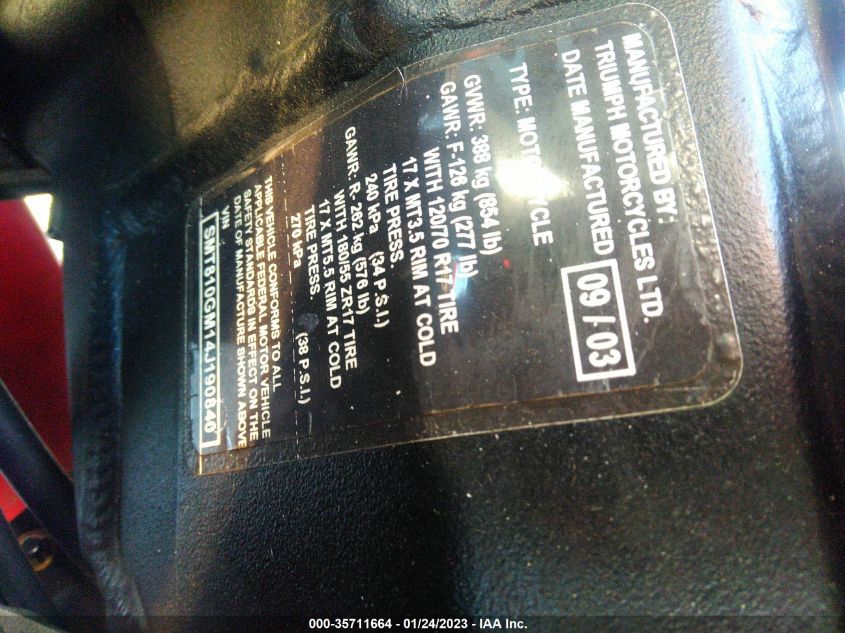 MANUFACTURED BY:
TRIUMPH MOTORCYCLES LTD.
DATE MANUFACTURED 09/03
TYPE: MOTORCYCLE
GVWR: 388 kg (854 lb)
GAWR: F-126 kg (277 lb)
WITH 120/70 R17 TIRE
17 X MT3.5 RIM AT COLD
TIRE PRESS.
240 kPa (34 P.S.I.)
GAWR: R- 262 kg (576 lb)
WITH 180/55 ZR17 TIRE
17 X MT5.5 RIM AT COLD
TIRE PRESS.
270 kPa (38 P.S.I.)
THIS VEHICLE CONFORMS TO ALL
APPLICABLE FEDERAL MOTOR VEHICLE
SAFETY STANDARDS IN EFFECT ON THE
DATE OF MANUFACTURE SHOWN ABOVE
SMT810GM14J190840
000-35711664 - 01/24/2023 - IAA Inc.